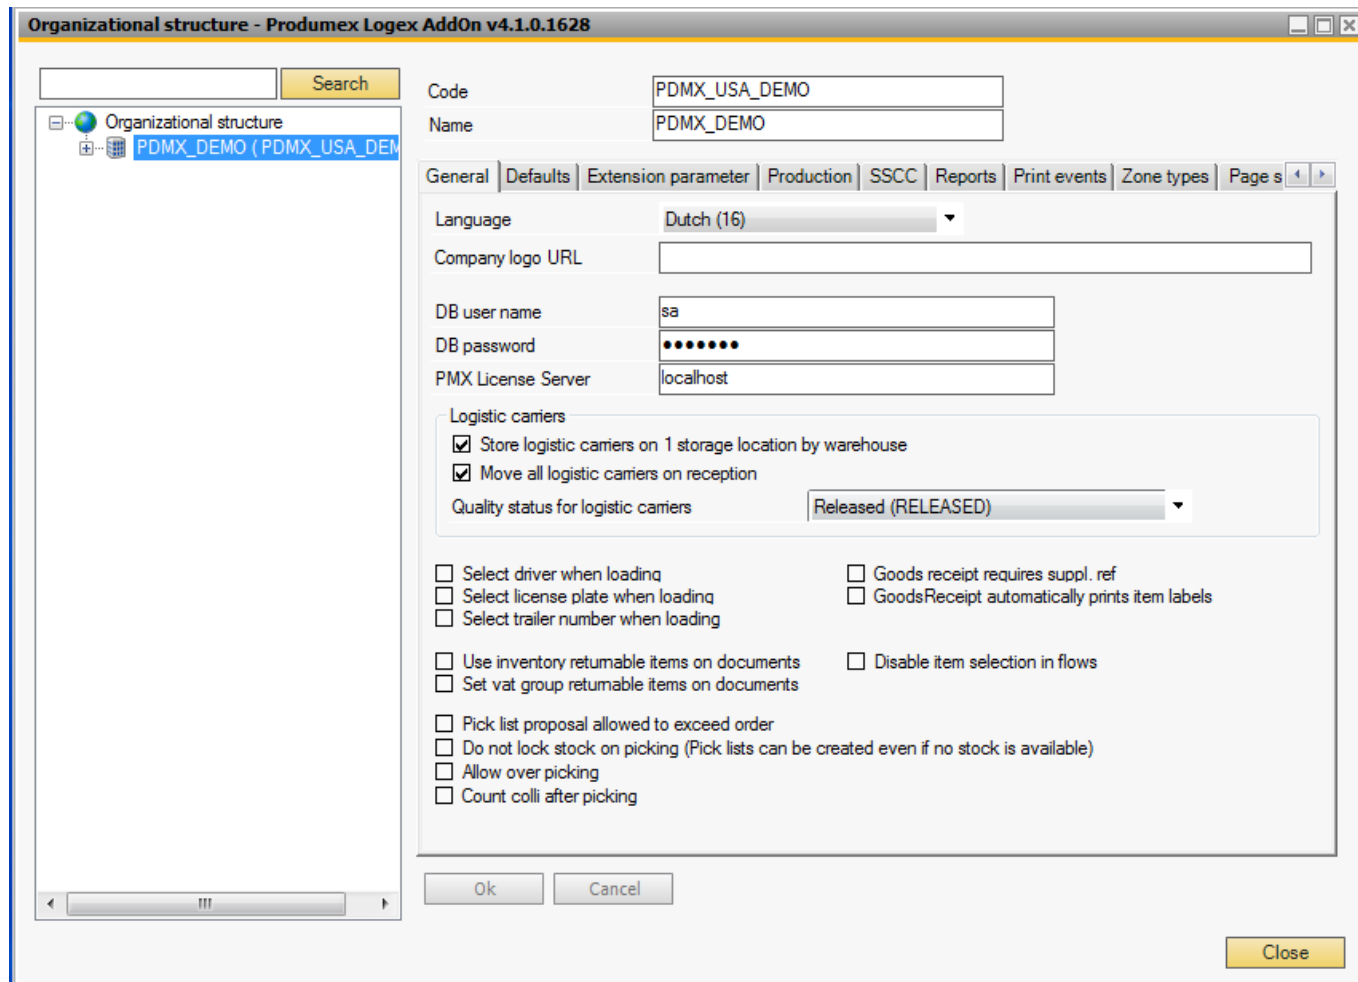 Organizational structure - Produmex Logex AddOn v4.1.0.1628
Search
Organizational structure
PDMX_DEMO ( PDMX_USA_DEM
Code PDMX_USA_DEMO
Name PDMX_DEMO
General Defaults Extension parameter Production SSCC Reports Print events Zone types Page s
Language Dutch (16)
Company logo URL
DB user name sa
DB password •••••••
PMX License Server localhost
Logistic carriers
Store logistic carriers on 1 storage location by warehouse
Move all logistic carriers on reception
Quality status for logistic carriers Released (RELEASED)
Select driver when loading Goods receipt requires suppl. ref
Select license plate when loading GoodsReceipt automatically prints item labels
Select trailer number when loading
Use inventory returnable items on documents Disable item selection in flows
Set vat group returnable items on documents
Pick list proposal allowed to exceed order
Do not lock stock on picking (Pick lists can be created even if no stock is available)
Allow over picking
Count colli after picking
Ok Cancel
Close